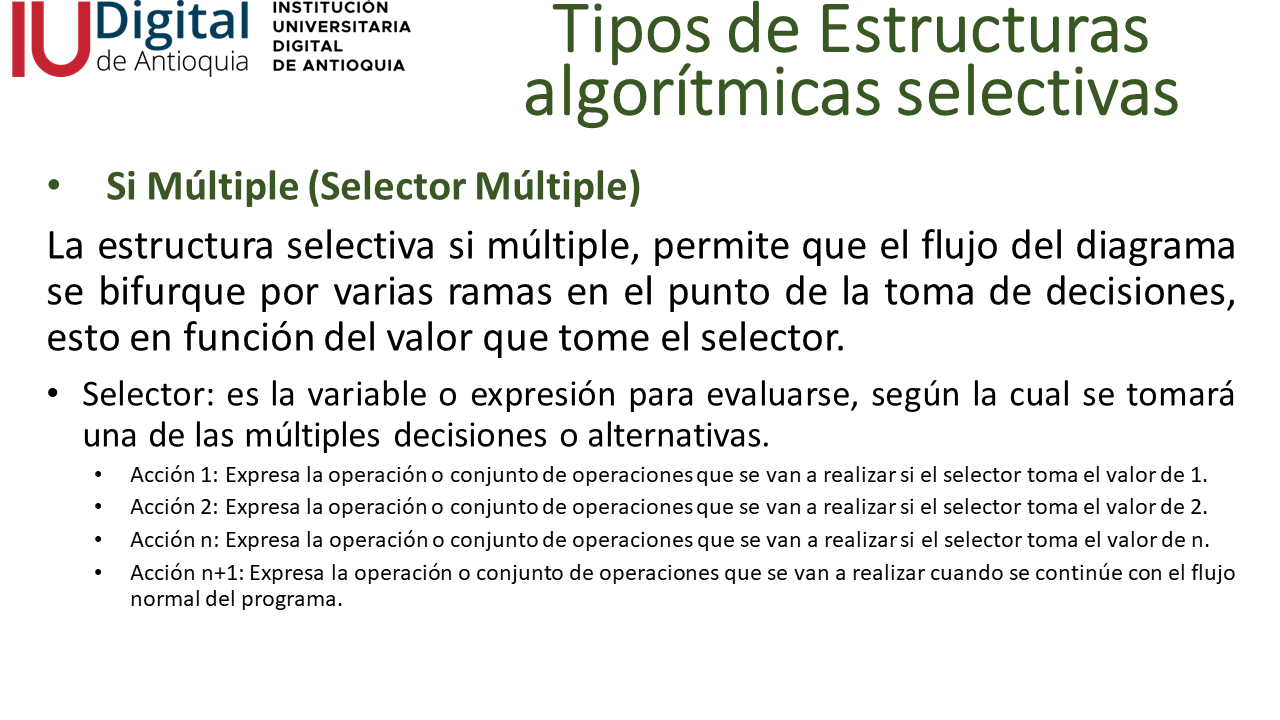 IU Digital
de Antioquia
INSTITUCIÓN
UNIVERSITARIA
DIGITAL
DE ANTIOQUIA
Tipos de Estructuras
algorítmicas selectivas
• Si Múltiple (Selector Múltiple)
La estructura selectiva si múltiple, permite que el flujo del diagrama
se bifurque por varias ramas en el punto de la toma de decisiones,
esto en función del valor que tome el selector.
• Selector: es la variable o expresión para evaluarse, según la cual se tomará
una de las múltiples decisiones o alternativas.
• Acción 1: Expresa la operación o conjunto de operaciones que se van a realizar si el selector toma el valor de 1.
• Acción 2: Expresa la operación o conjunto de operaciones que se van a realizar si el selector toma el valor de 2.
• Acción n: Expresa la operación o conjunto de operaciones que se van a realizar si el selector toma el valor de n.
• Acción n+1: Expresa la operación o conjunto de operaciones que se van a realizar cuando se continúe con el flujo
normal del programa.